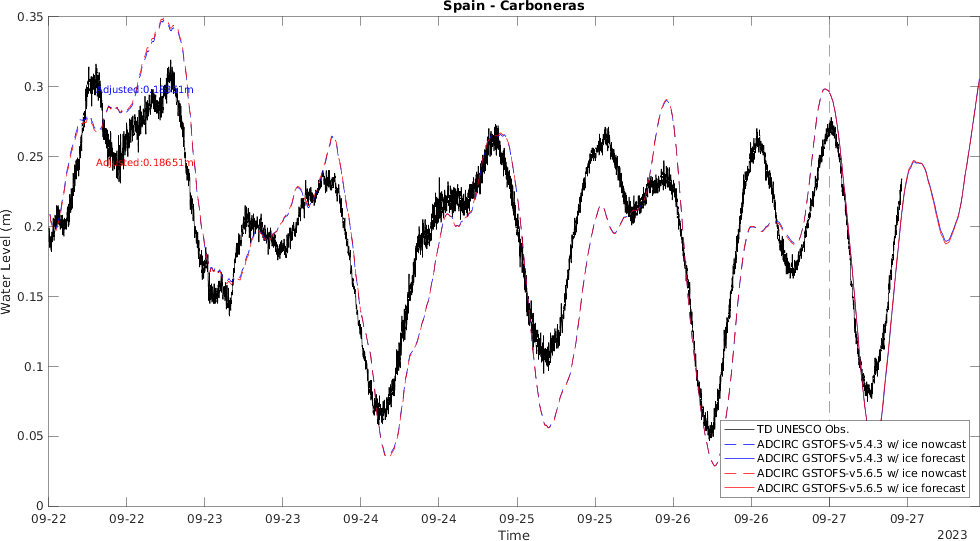 Spain - Carboneras
0.35
0.3
0.25
0.2
0.15
0.1
0.05
0
Water Level (m)
Adjusted:0.18651m
TD UNESCO Obs.
ADCIRC GSTOFS-v5.4.3 w/ ice nowcast
ADCIRC GSTOFS-v5.4.3 w/ ice forecast
ADCIRC GSTOFS-v5.6.5 w/ ice nowcast
ADCIRC GSTOFS-v5.6.5 w/ ice forecast
09-22 09-22 09-23 09-23 09-24 09-24 09-25 09-25 09-26 09-26 09-27 09-27
Time
2023